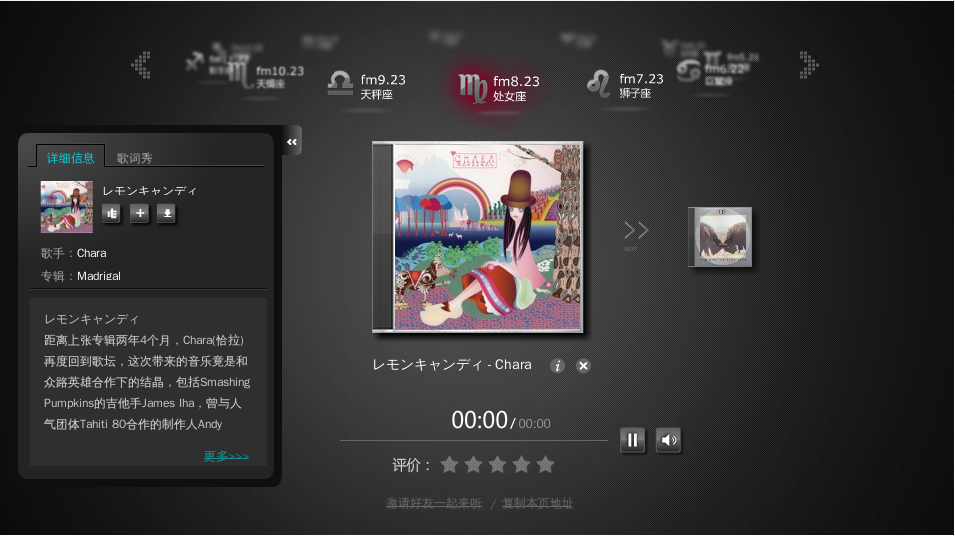 fm10.23
天蝎座
fm9.23
天秤座
fm8.23
处女座
fm7.23
狮子座
fm6.22
巨蟹座
详细信息
歌词秀
レモンキャンディ
歌手：Chara
专辑：Madrigal
レモンキャンディ
距离上张专辑两年4个月，Chara(恰拉)
再度回到歌坛，这次带来的音乐竟是和
众路英雄合作下的结晶，包括Smashing
Pumpkins的吉他手James Iha，曾与人
气团体Tahiti 80合作的制作人Andy
更多>>>
CHARA
NEXT
レモンキャンディ - Chara
00:00 / 00:00
评价：
邀请好友一起来听 / 复制本页地址